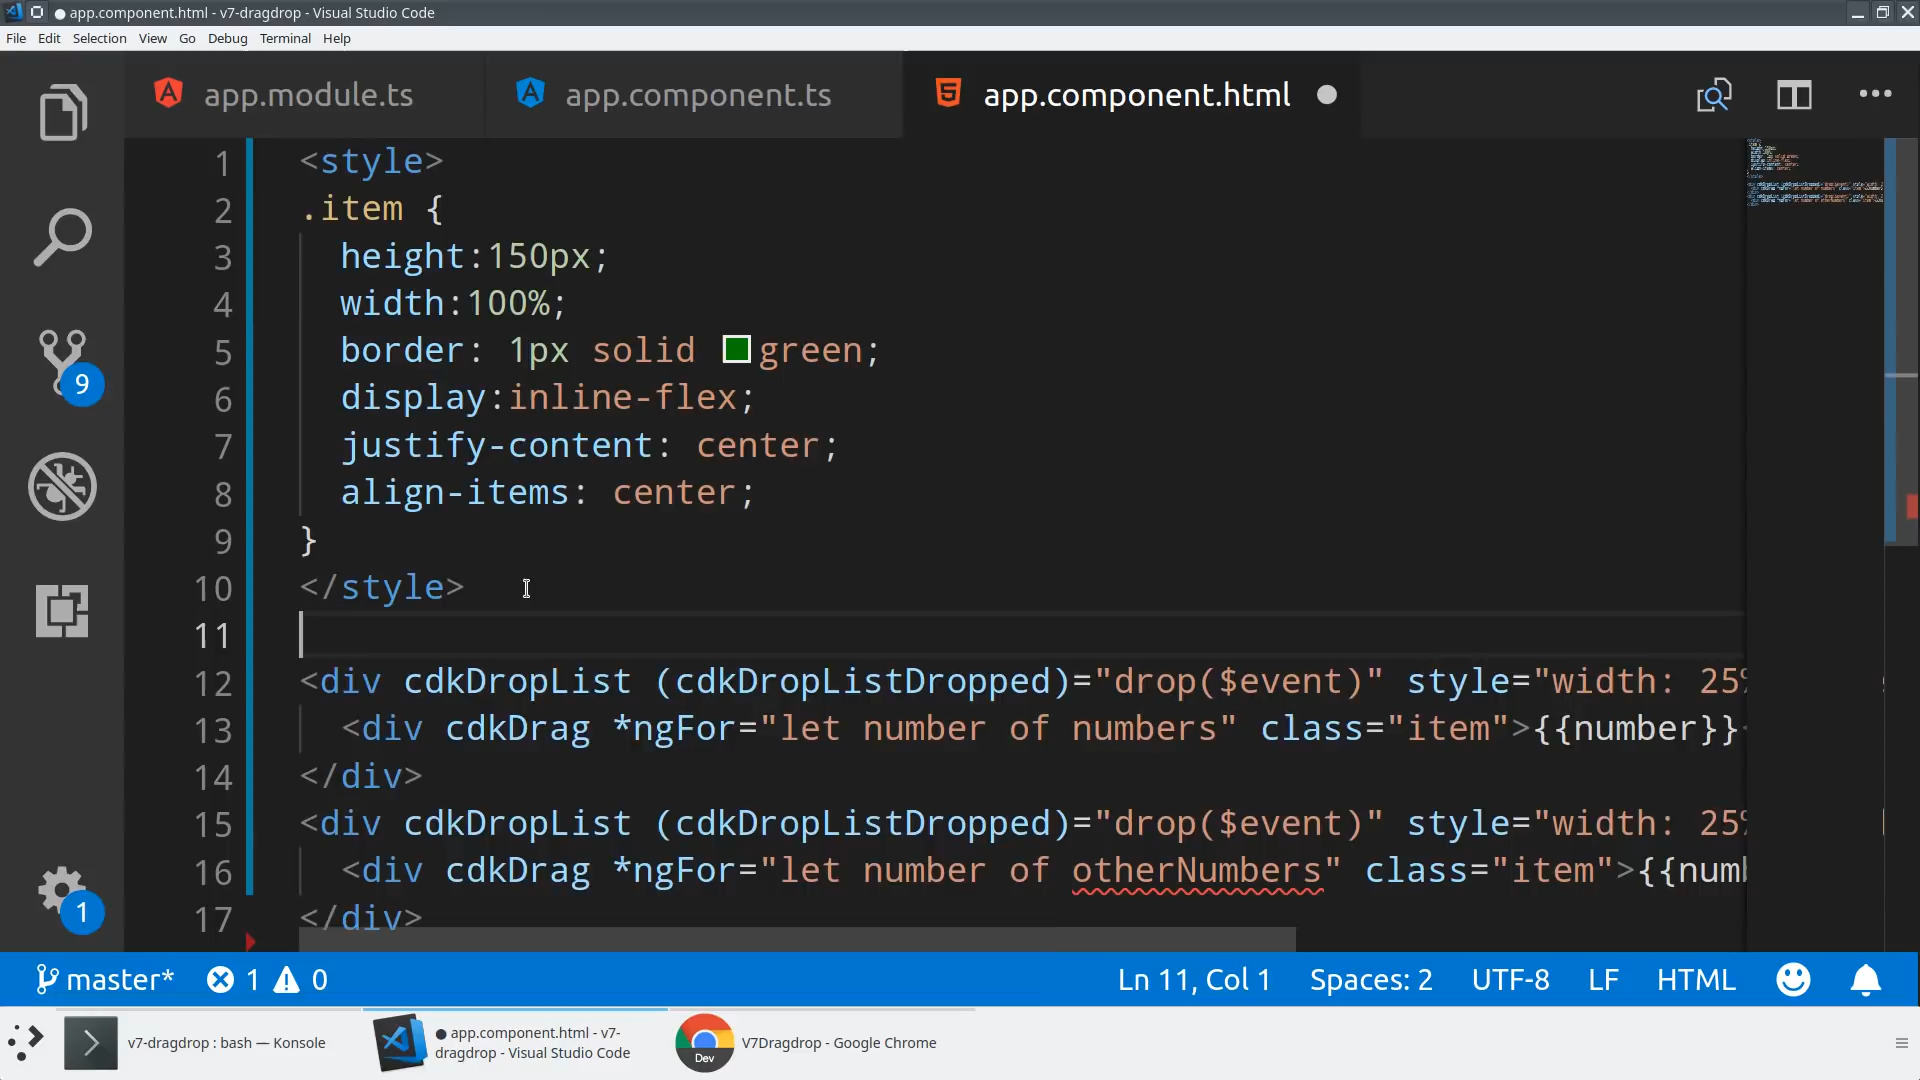 app.component.html - v7-dragdrop - Visual Studio Code
File Edit Selection View Go Debug Terminal Help
app.module.ts app.component.ts app.component.html
1 <style>
2 .item {
3 height:150px;
4 width:100%;
5 border: 1px solid green;
6 display:inline-flex;
7 justify-content: center;
8 align-items: center;
9 }
10 </style>
11
12 <div cdkDropList (cdkDropListDropped)="drop($event)" style="width: 25%
13 <div cdkDrag *ngFor="let number of numbers" class="item">{{number}}
14 </div>
15 <div cdkDropList (cdkDropListDropped)="drop($event)" style="width: 25%
16 <div cdkDrag *ngFor="let number of otherNumbers" class="item">{{num
17 </div>
9
1
master* 1 0 Ln 11, Col 1 Spaces: 2 UTF-8 LF HTML
v7-dragdrop : bash — Konsole
app.component.html - v7-
dragdrop - Visual Studio Code
Dev
V7Dragdrop - Google Chrome